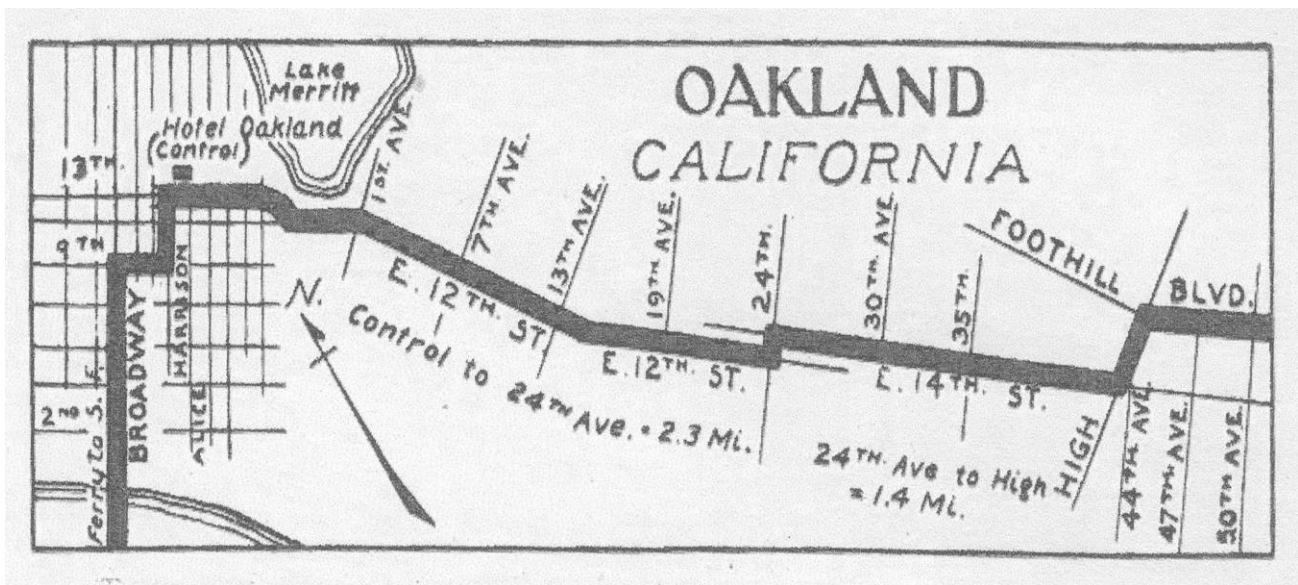 OAKLAND
CALIFORNIA
Lake
Merritt
Hotel Oakland
(Control)
13TH.
9TH
2ND
Ferry to S.F.
BROADWAY
HARRISON
ALICE
N.
1ST. AVE.
7TH AVE.
13TH AVE.
19TH AVE.
24TH.
30TH. AVE.
35TH.
E. 12TH. ST.
E. 12TH. ST.
E. 14TH. ST.
Control to 24TH Ave. = 2.3 Mi.
24TH. Ave to High
= 1.4 Mi.
FOOTHILL BLVD.
HIGH
44TH AVE.
47TH. AVE.
50TH AVE.